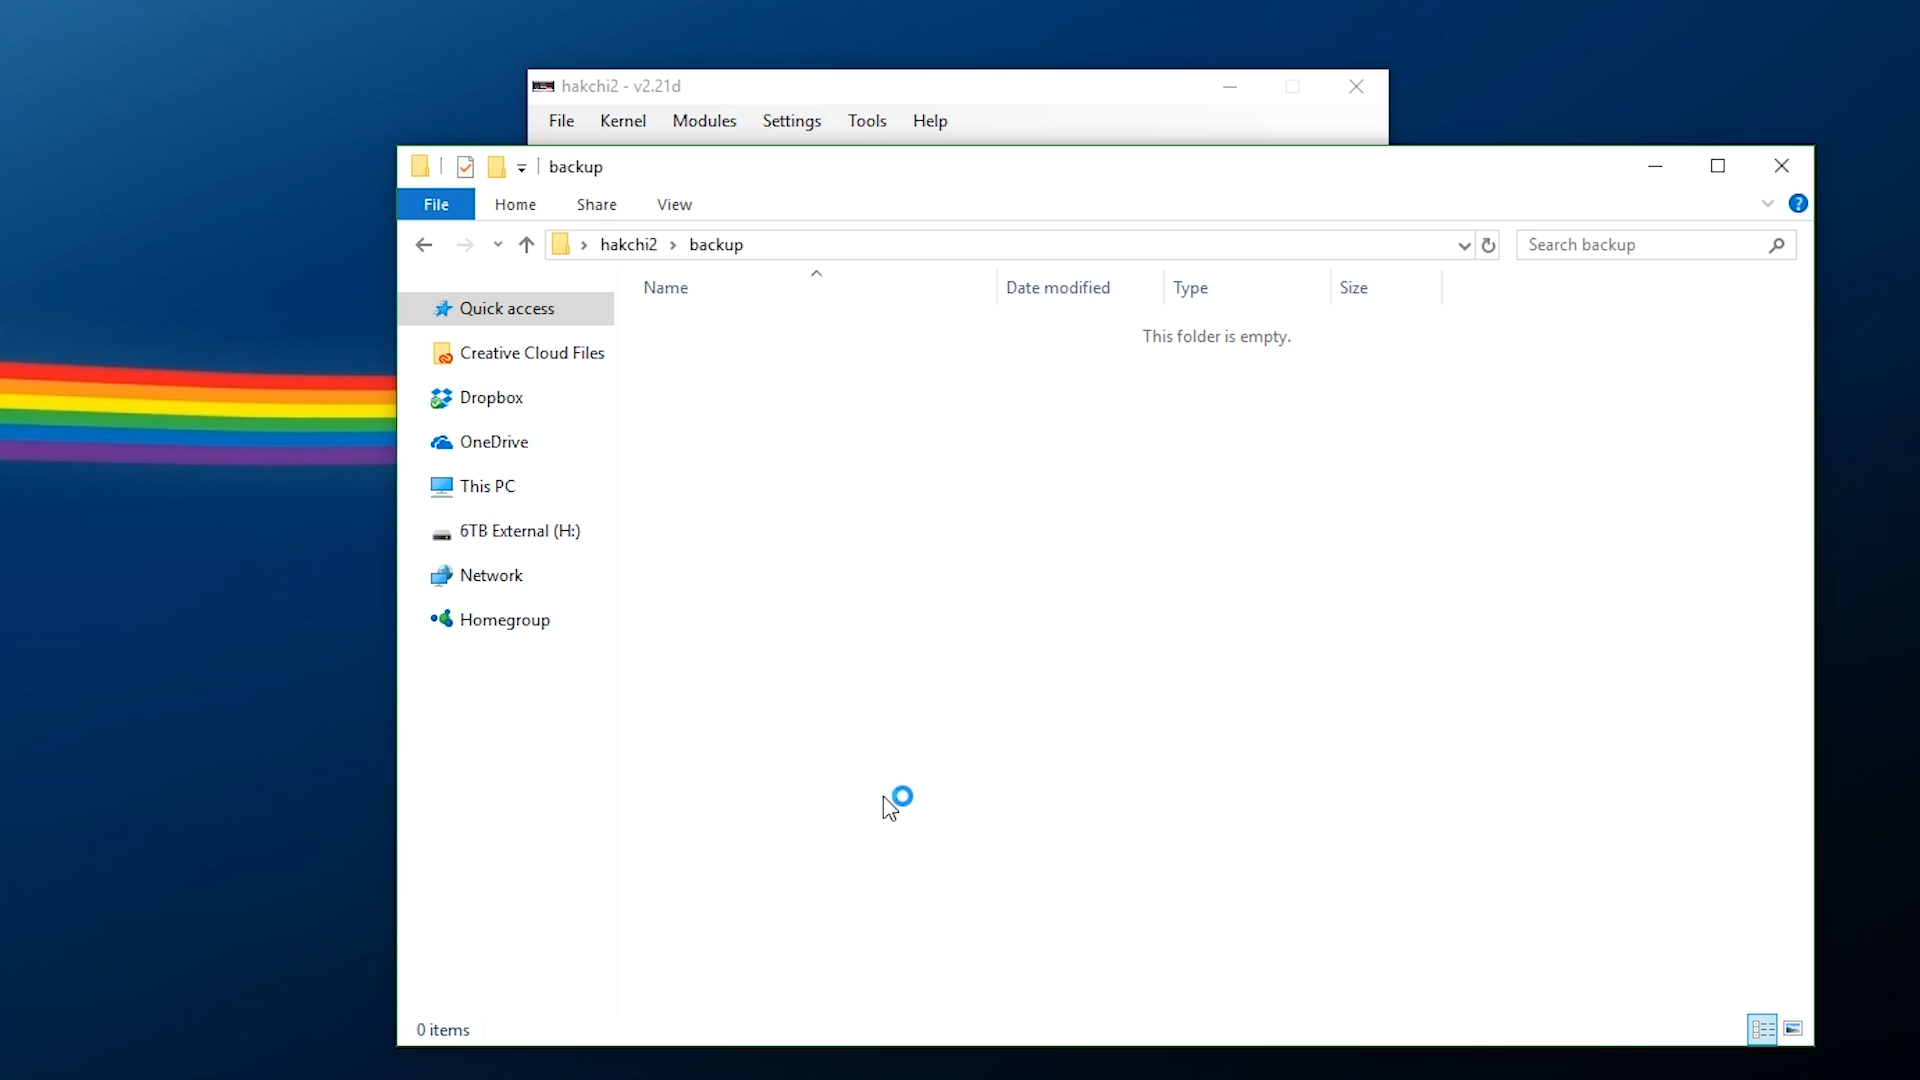 hakchi2 - v2.21d
File Kernel Modules Settings Tools Help
backup
File Home Share View
hakchi2 backup
Search backup
Name Date modified Type Size
This folder is empty.
Quick access
Creative Cloud Files
Dropbox
OneDrive
This PC
6TB External (H:)
Network
Homegroup
0 items